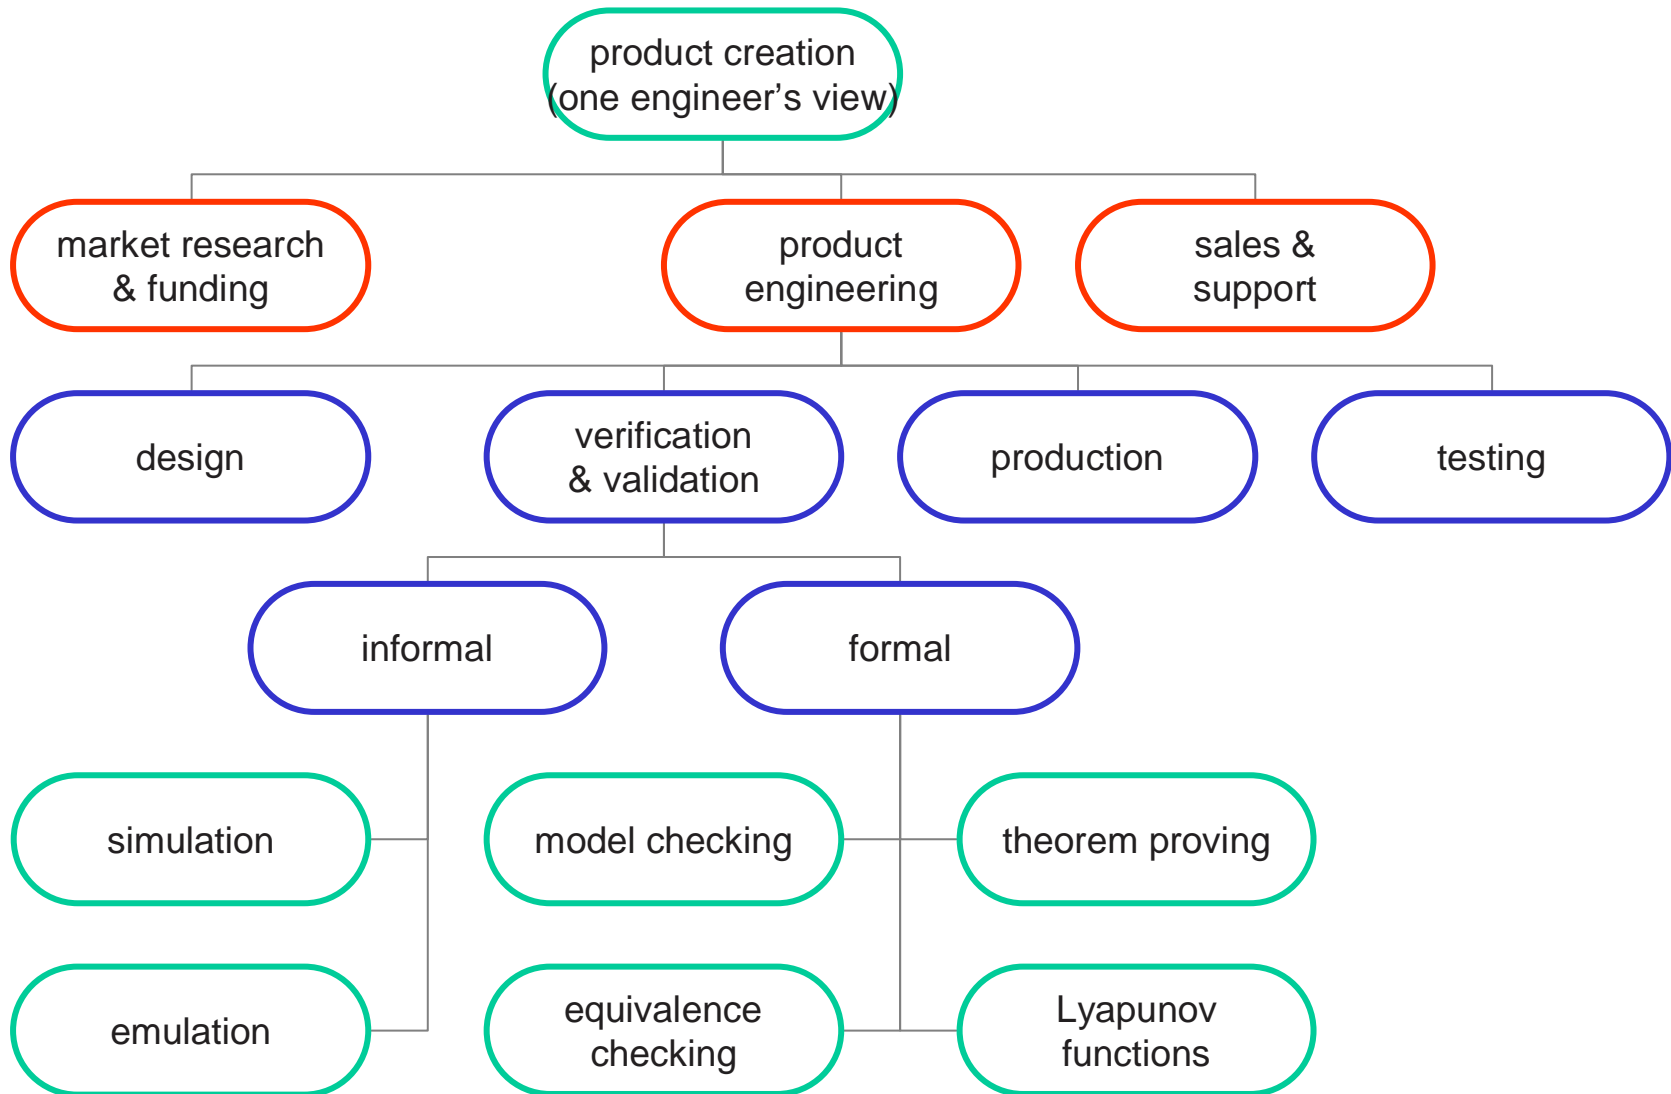 product creation
(one engineer’s view)
market research
& funding
product
engineering
sales &
support
design
verification
& validation
production
testing
informal
formal
simulation
model checking
theorem proving
emulation
equivalence
checking
Lyapunov
functions